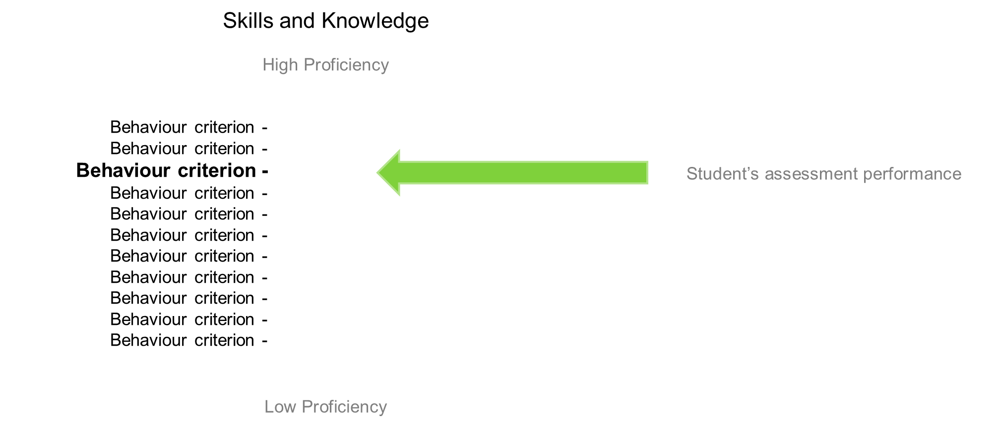 Skills and Knowledge
High Proficiency
Behaviour criterion -
Behaviour criterion -
Behaviour criterion -
Student’s assessment performance
Behaviour criterion -
Behaviour criterion -
Behaviour criterion -
Behaviour criterion -
Behaviour criterion -
Behaviour criterion -
Behaviour criterion -
Behaviour criterion -
Low Proficiency